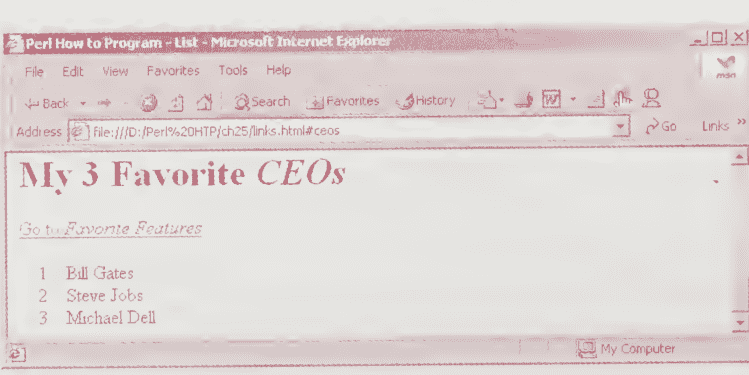 Perl How to Program - List - Microsoft Internet Explorer
File Edit View Favorites Tools Help
msn
Back Search Favorites History
Address file:///D:/Perl%20HTP/ch25/links.html#ceos Go Links »
My 3 Favorite CEOs
Go to Favorite Features
1 Bill Gates
2 Steve Jobs
3 Michael Dell
My Computer